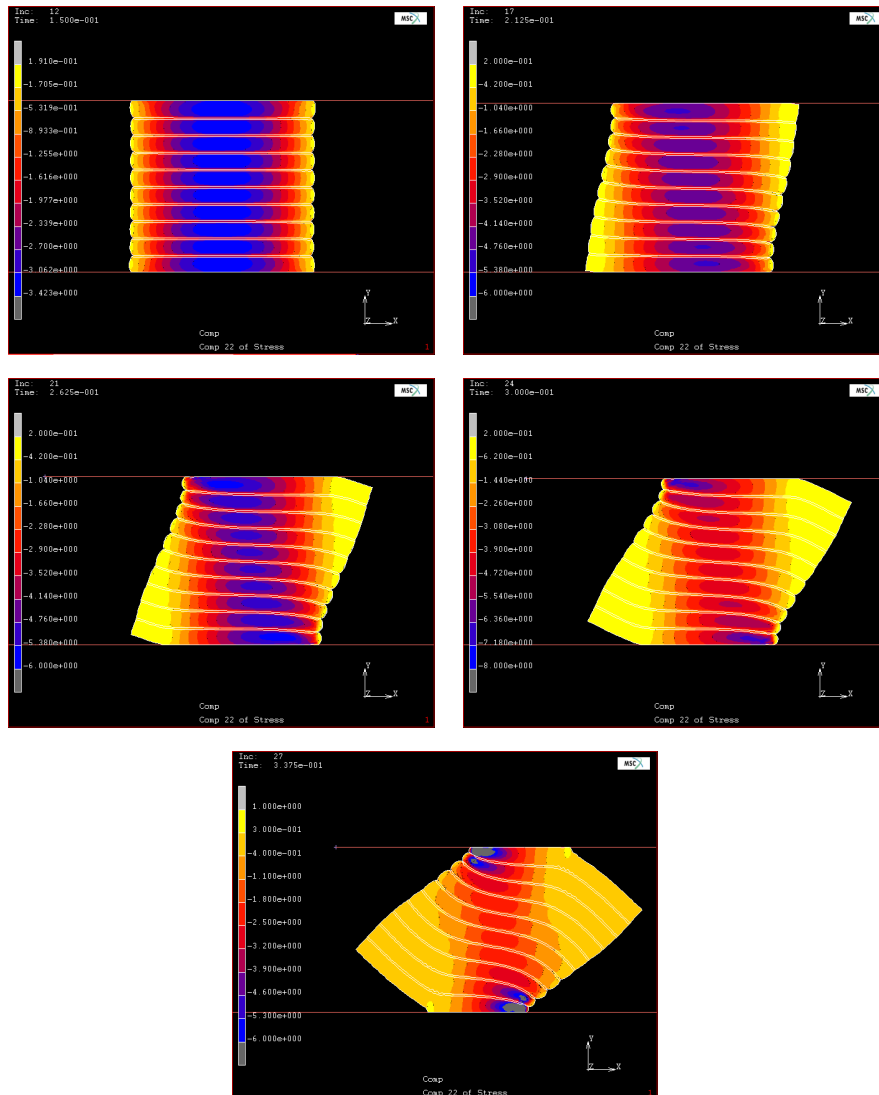 Inc: 12
Time: 1.500e-001
MSC
1.910e-001
-1.705e-001
-5.319e-001
-8.933e-001
-1.255e+000
-1.616e+000
-1.977e+000
-2.339e+000
-2.700e+000
-3.062e+000
-3.423e+000
Y
Z X
Comp
Comp 22 of Stress
1
Inc: 17
Time: 2.125e-001
MSC
2.000e-001
-4.200e-001
-1.040e+000
-1.660e+000
-2.280e+000
-2.900e+000
-3.520e+000
-4.140e+000
-4.760e+000
-5.380e+000
-6.000e+000
Y
Z X
Comp
Comp 22 of Stress
Inc: 21
Time: 2.625e-001
MSC
2.000e-001
-4.200e-001
-1.040e+000
-1.660e+000
-2.280e+000
-2.900e+000
-3.520e+000
-4.140e+000
-4.760e+000
-5.380e+000
-6.000e+000
Y
Z X
Comp
Comp 22 of Stress
1
Inc: 24
Time: 3.000e-001
MSC
2.000e-001
-6.200e-001
-1.440e+000
-2.260e+000
-3.080e+000
-3.900e+000
-4.720e+000
-5.540e+000
-6.360e+000
-7.180e+000
-8.000e+000
Y
Z X
Comp
Comp 22 of Stress
Inc: 27
Time: 3.375e-001
MSC
1.000e+000
3.000e-001
-4.000e-001
-1.100e+000
-1.800e+000
-2.500e+000
-3.200e+000
-3.900e+000
-4.600e+000
-5.300e+000
-6.000e+000
Y
Z X
Comp
Comp 22 of Stress
1